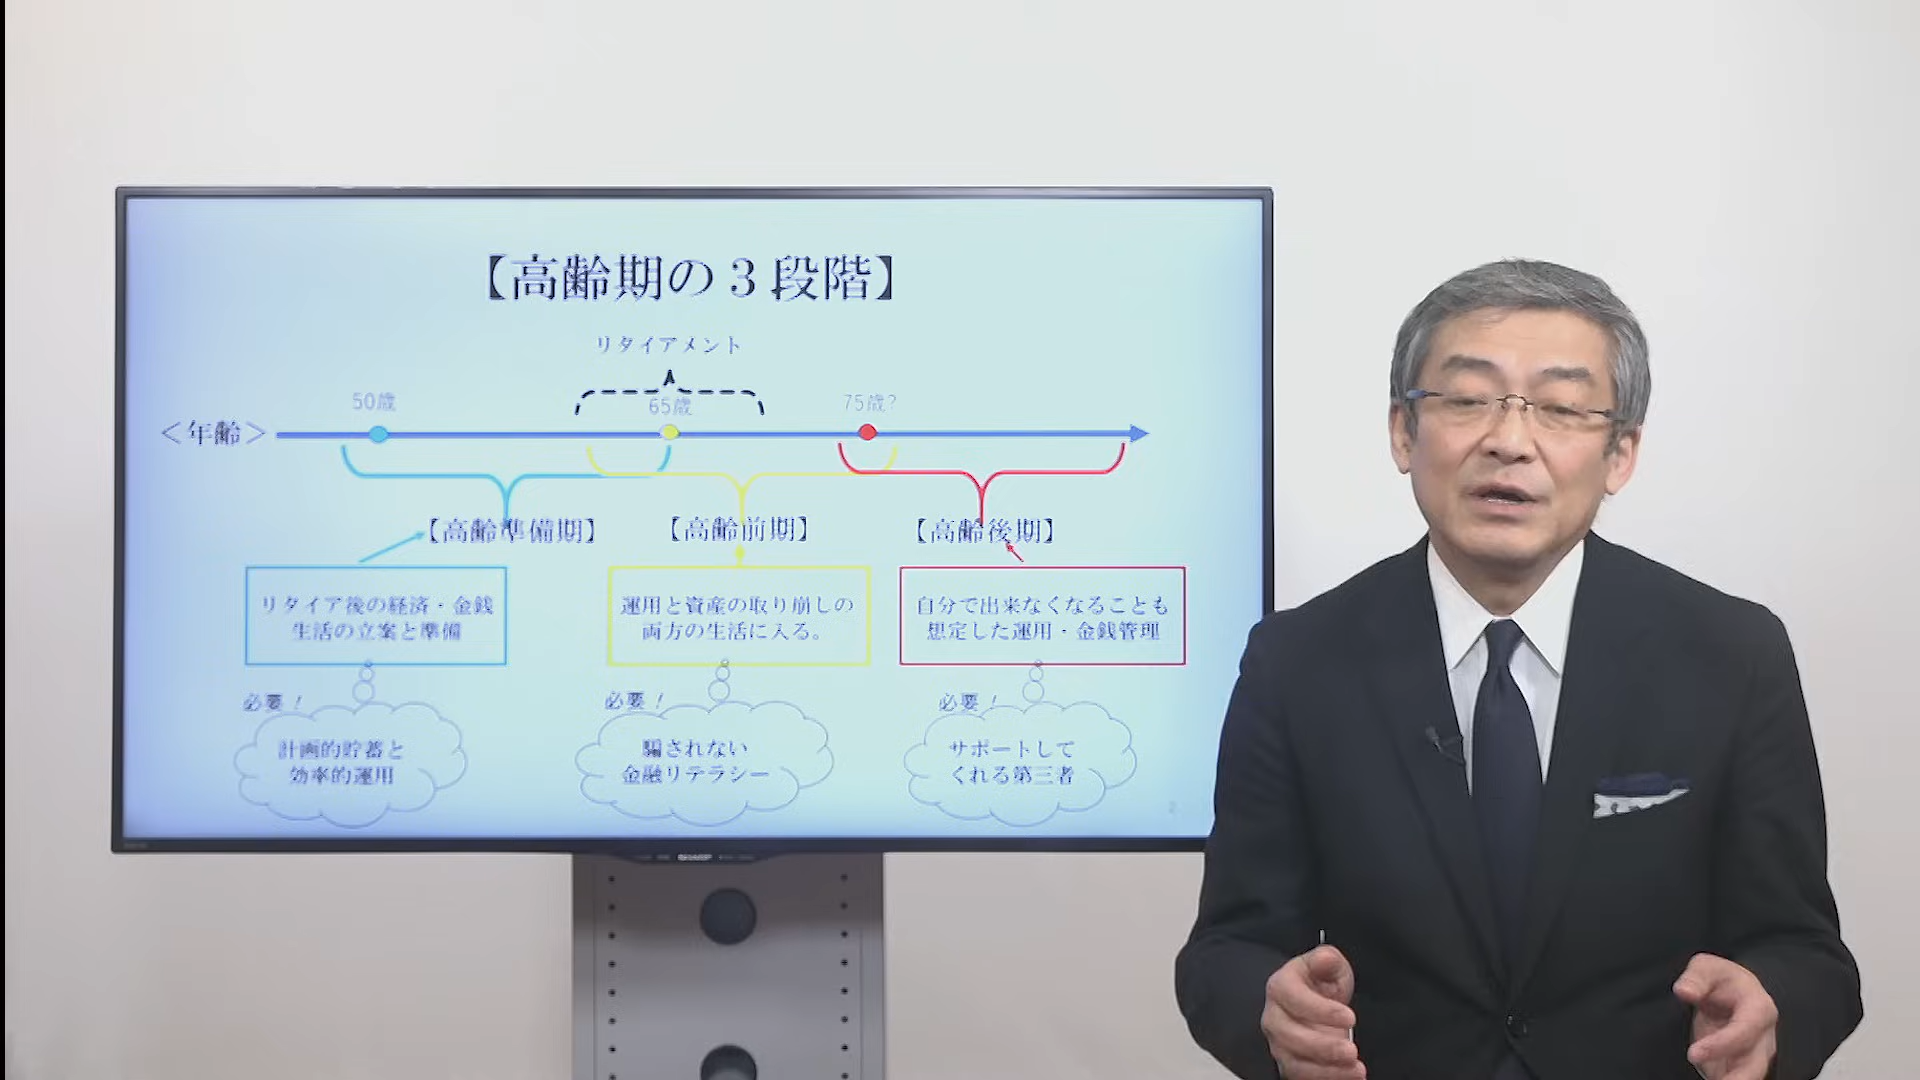 【高齢期の３段階】
リタイアメント
50歳
65歳
75歳?
＜年齢＞
【高齢準備期】
【高齢前期】
【高齢後期】
リタイア後の経済・金銭
生活の立案と準備
運用と資産の取り崩しの
両方の生活に入る。
自分で出来なくなることも
想定した運用・金銭管理
必要！
計画的貯蓄と
効率的運用
必要！
騙されない
金融リテラシー
必要！
サポートして
くれる第三者
2
SHARP